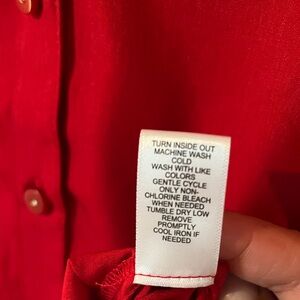 TURN INSIDE OUT
MACHINE WASH
COLD
WASH WITH LIKE
COLORS
GENTLE CYCLE
ONLY NON-
CHLORINE BLEACH
WHEN NEEDED
TUMBLE DRY LOW
REMOVE
PROMPTLY
COOL IRON IF
NEEDED